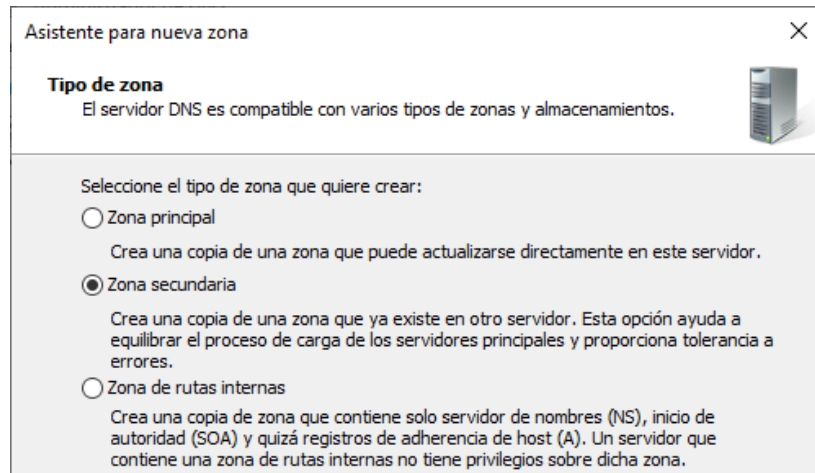 Asistente para nueva zona
Tipo de zona
El servidor DNS es compatible con varios tipos de zonas y almacenamientos.
Seleccione el tipo de zona que quiere crear:
Zona principal
Crea una copia de una zona que puede actualizarse directamente en este servidor.
Zona secundaria
Crea una copia de una zona que ya existe en otro servidor. Esta opción ayuda a
equilibrar el proceso de carga de los servidores principales y proporciona tolerancia a
errores.
Zona de rutas internas
Crea una copia de zona que contiene solo servidor de nombres (NS), inicio de
autoridad (SOA) y quizá registros de adherencia de host (A). Un servidor que
contiene una zona de rutas internas no tiene privilegios sobre dicha zona.